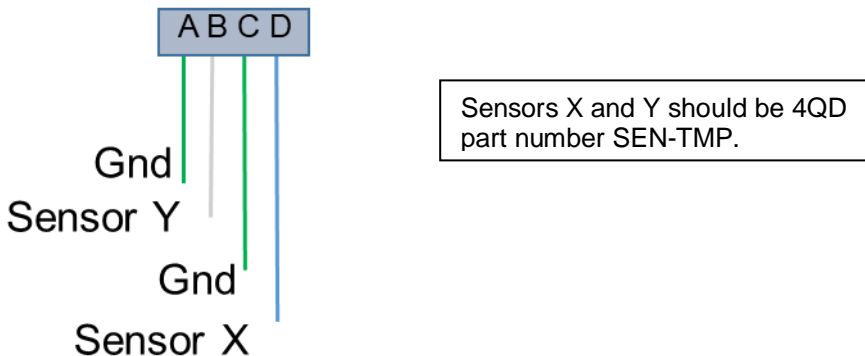 A B C D
Sensors X and Y should be 4QD
part number SEN-TMP.
Gnd
Sensor Y
Gnd
Sensor X